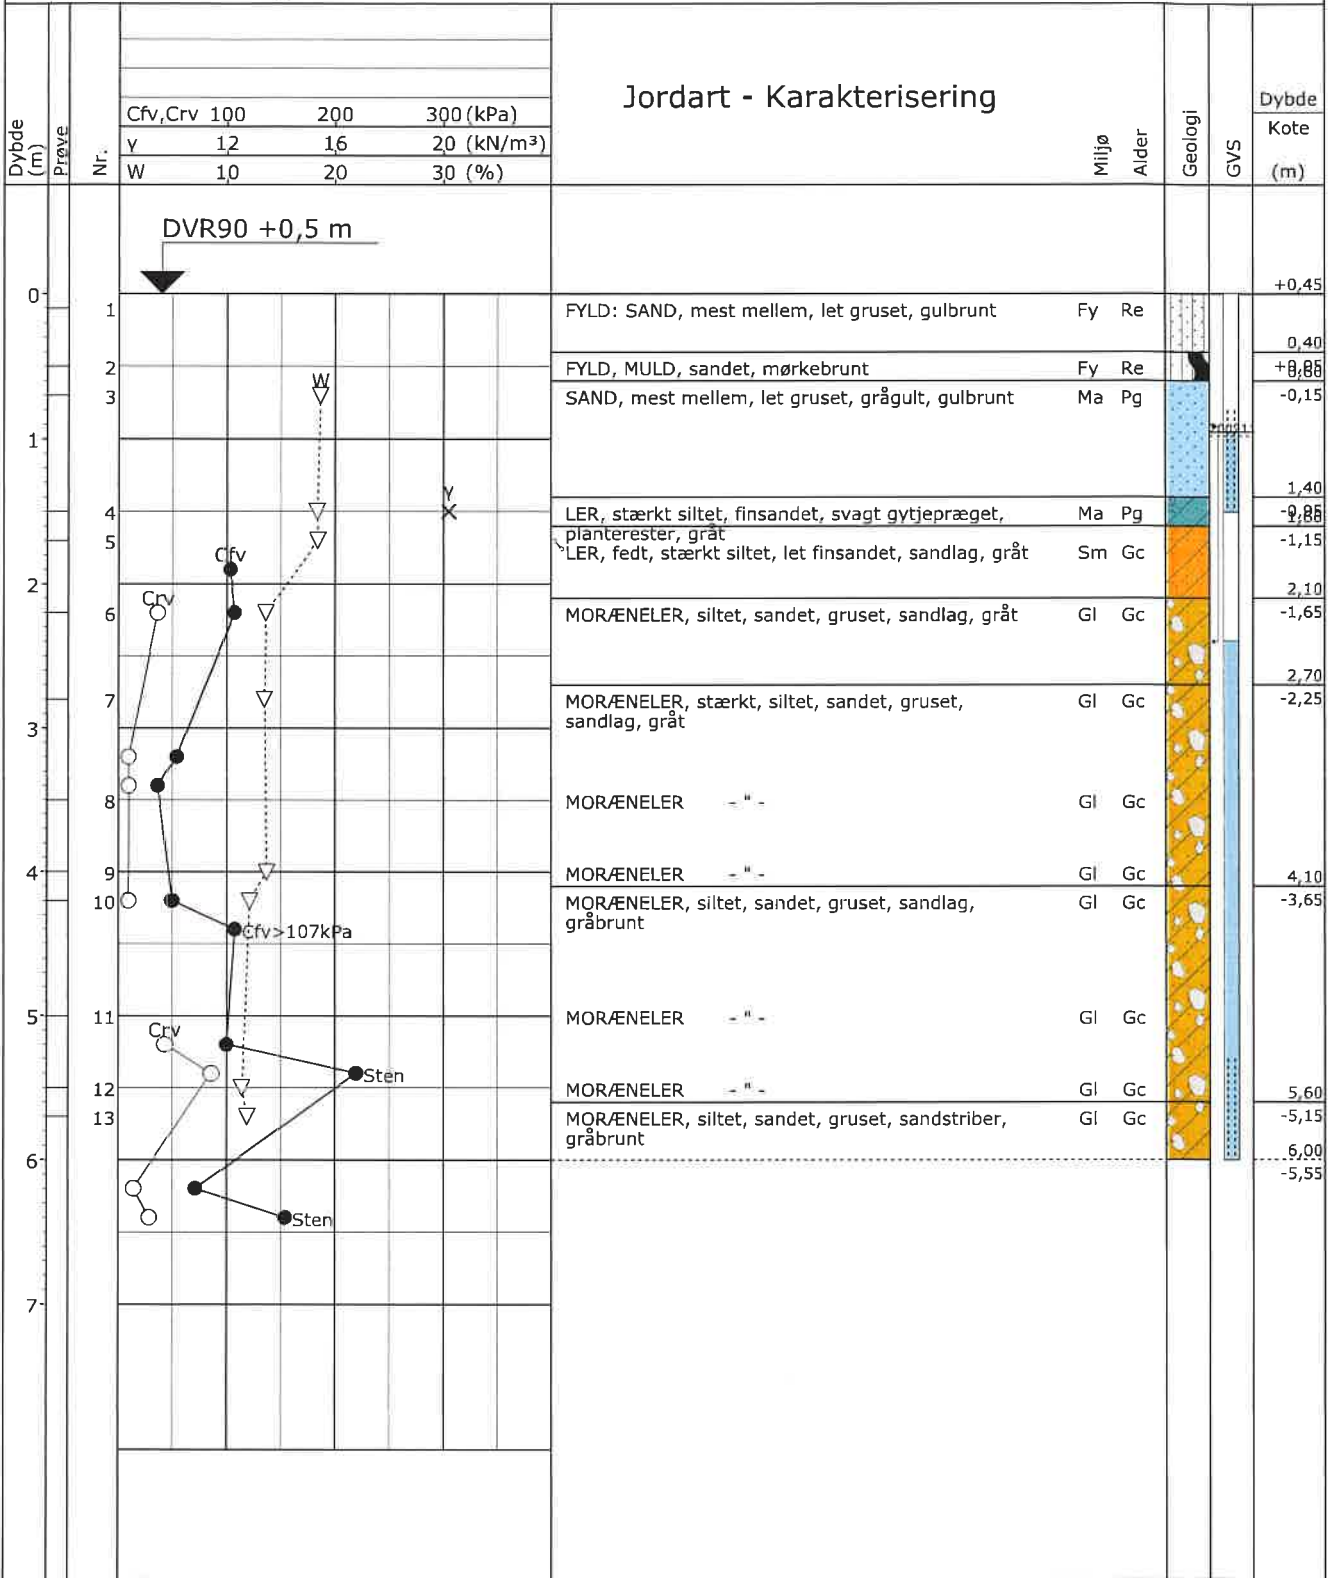 Jordart - Karakterisering
Dybde (m)
Prøve
Nr.
Cfv,Crv 100 200 300 (kPa)
γ 12 16 20 (kN/m³)
W 10 20 30 (%)
Miljø
Alder
Geologi
GVS
Dybde
Kote
(m)
DVR90 +0,5 m
+0,45
0
1 FYLD: SAND, mest mellem, let gruset, gulbrunt Fy Re
0,40
2 FYLD, MULD, sandet, mørkebrunt Fy Re
W
3 SAND, mest mellem, let gruset, grågult, gulbrunt Ma Pg -0,15
1
1,40
γ
4 LER, stærkt siltet, finsandet, svagt gytjepræget, Ma Pg
planterester, gråt
5 LER, fedt, stærkt siltet, let finsandet, sandlag, gråt Sm Gc -1,15
Cfv
2
2,10
Crv
6 MORÆNELER, siltet, sandet, gruset, sandlag, gråt Gl Gc -1,65
2,70
7 MORÆNELER, stærkt, siltet, sandet, gruset, Gl Gc -2,25
sandlag, gråt
3
8 MORÆNELER - " - Gl Gc
4
9 MORÆNELER - " - Gl Gc 4,10
10 MORÆNELER, siltet, sandet, gruset, sandlag, Gl Gc -3,65
gråbrunt
Cfv>107kPa
5
11 MORÆNELER - " - Gl Gc
Crv
Sten
12 MORÆNELER - " - Gl Gc 5,60
13 MORÆNELER, siltet, sandet, gruset, sandstriber, Gl Gc -5,15
gråbrunt
6,00
6
-5,55
Sten
7